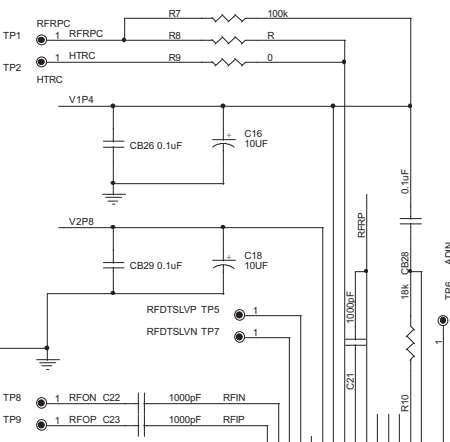 R7 100k
RFRPC
TP1 1 RFRPC R8 R
TP2 1 HTRC R9 0
HTRC
V1P4
CB26 0.1uF
+ C16
10UF
0.1uF
CB28
V2P8
CB29 0.1uF
+ C18
10UF
RFRP
18k
R10
1000pF
C21
ADIN
TP6
1
RFDTSLVP TP5 1
RFDTSLVN TP7 1
TP8 1 RFON C22 1000pF RFIN
TP9 1 RFOP C23 1000pF RFIP